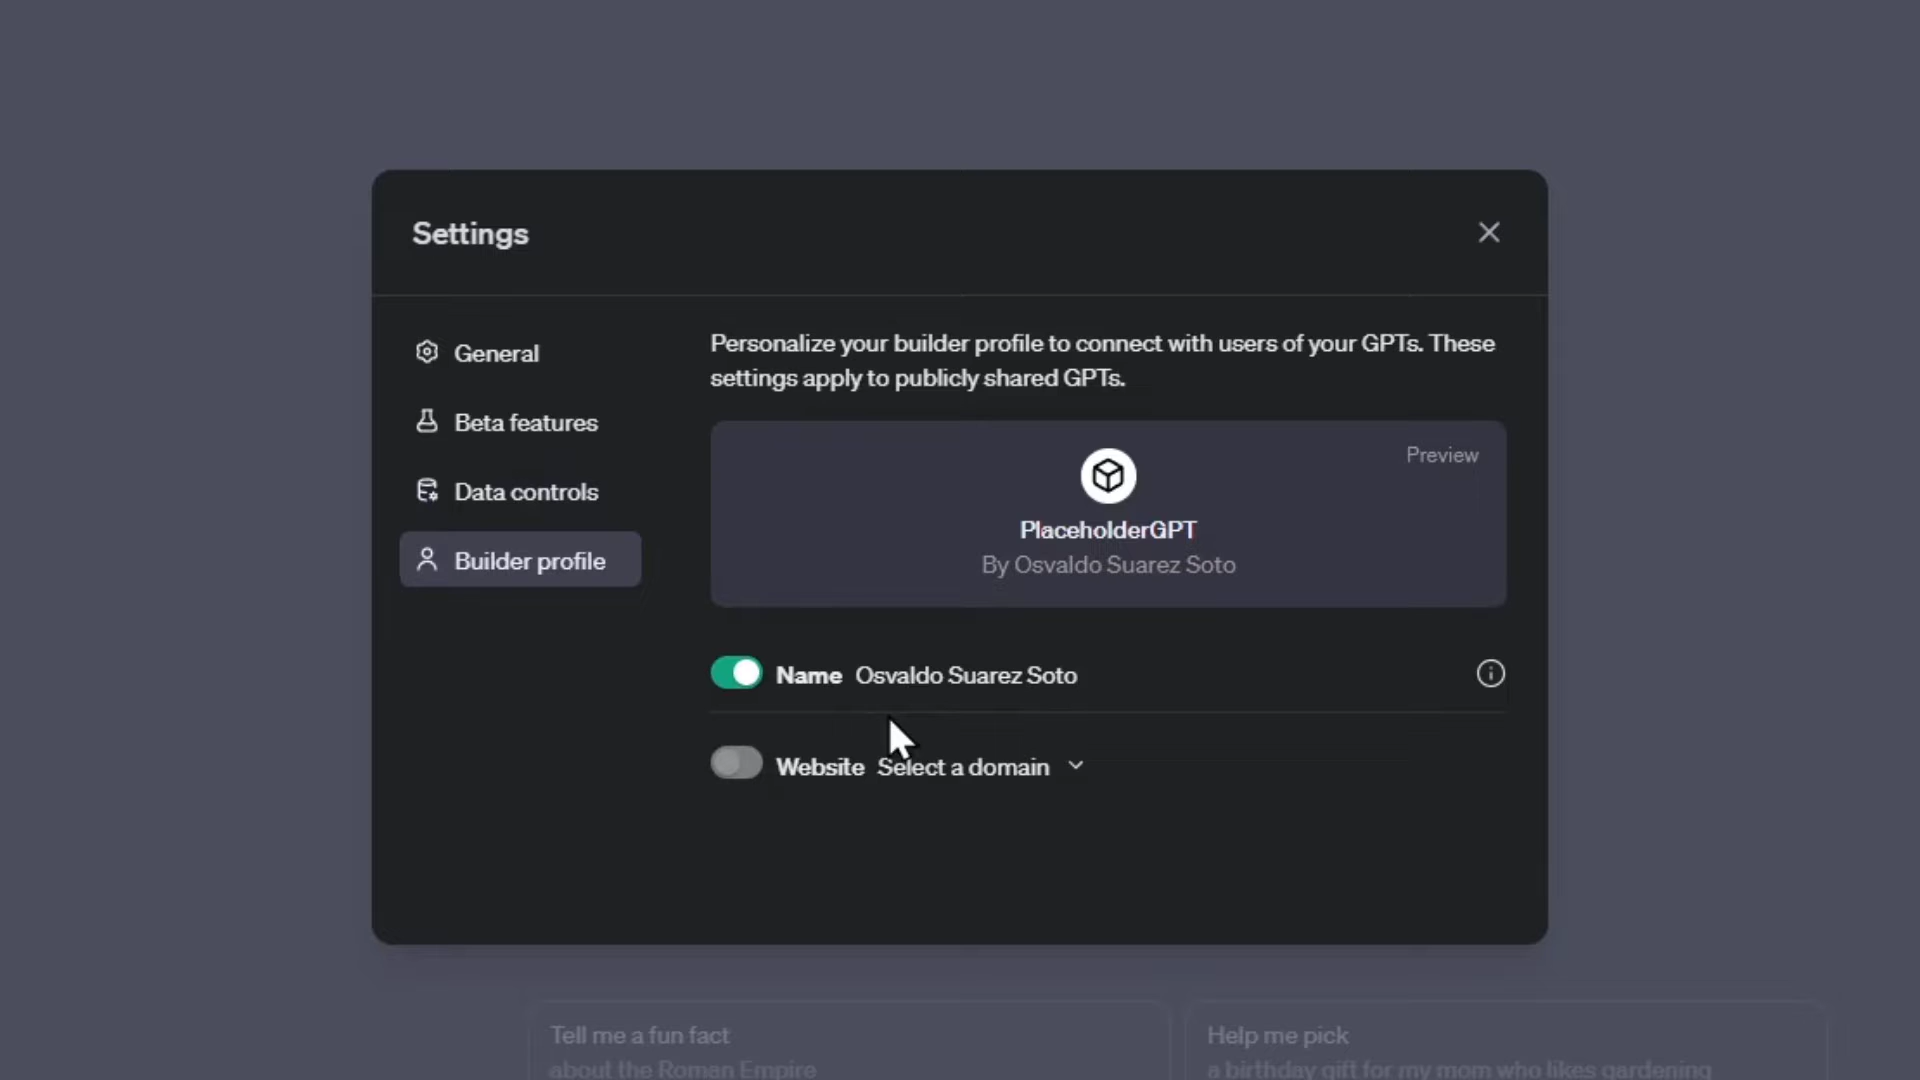 Settings
General
Beta features
Data controls
Builder profile
Personalize your builder profile to connect with users of your GPTs. These
settings apply to publicly shared GPTs.
Preview
PlaceholderGPT
By Osvaldo Suarez Soto
Name Osvaldo Suarez Soto
Website Select a domain
Tell me a fun fact
about the Roman Empire
Help me pick
a birthday gift for my mom who likes gardening